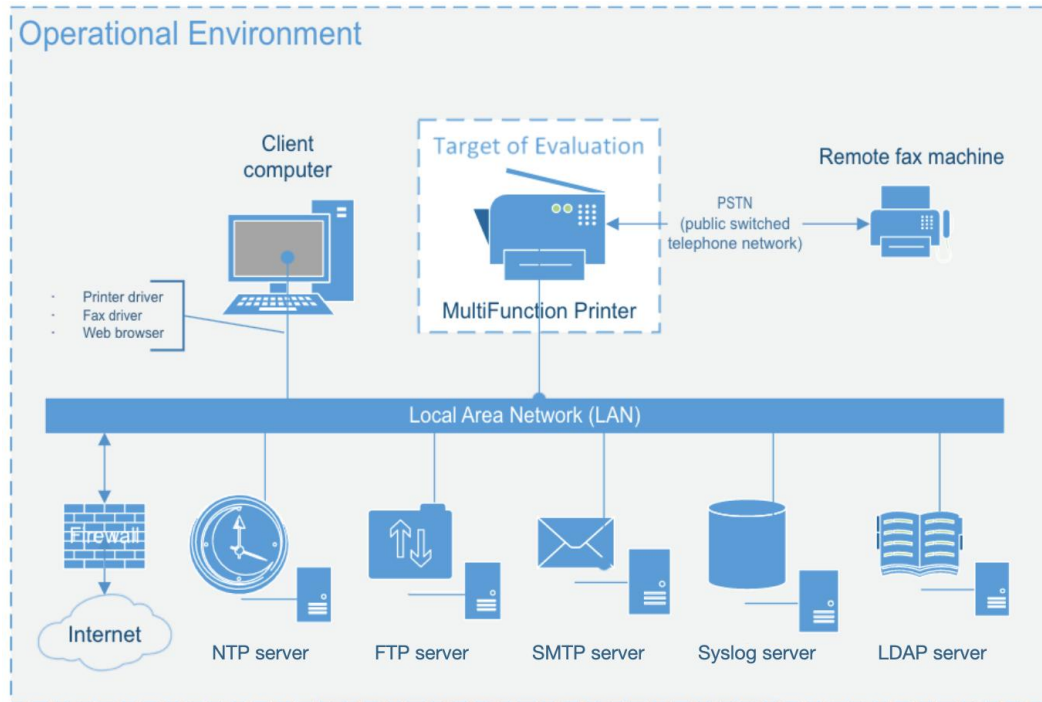 Operational Environment
Client
computer
Target of Evaluation
MultiFunction Printer
PSTN
(public switched
telephone network)
Remote fax machine
· Printer driver
· Fax driver
· Web browser
Local Area Network (LAN)
Firewall
Internet
NTP server
FTP server
SMTP server
Syslog server
LDAP server